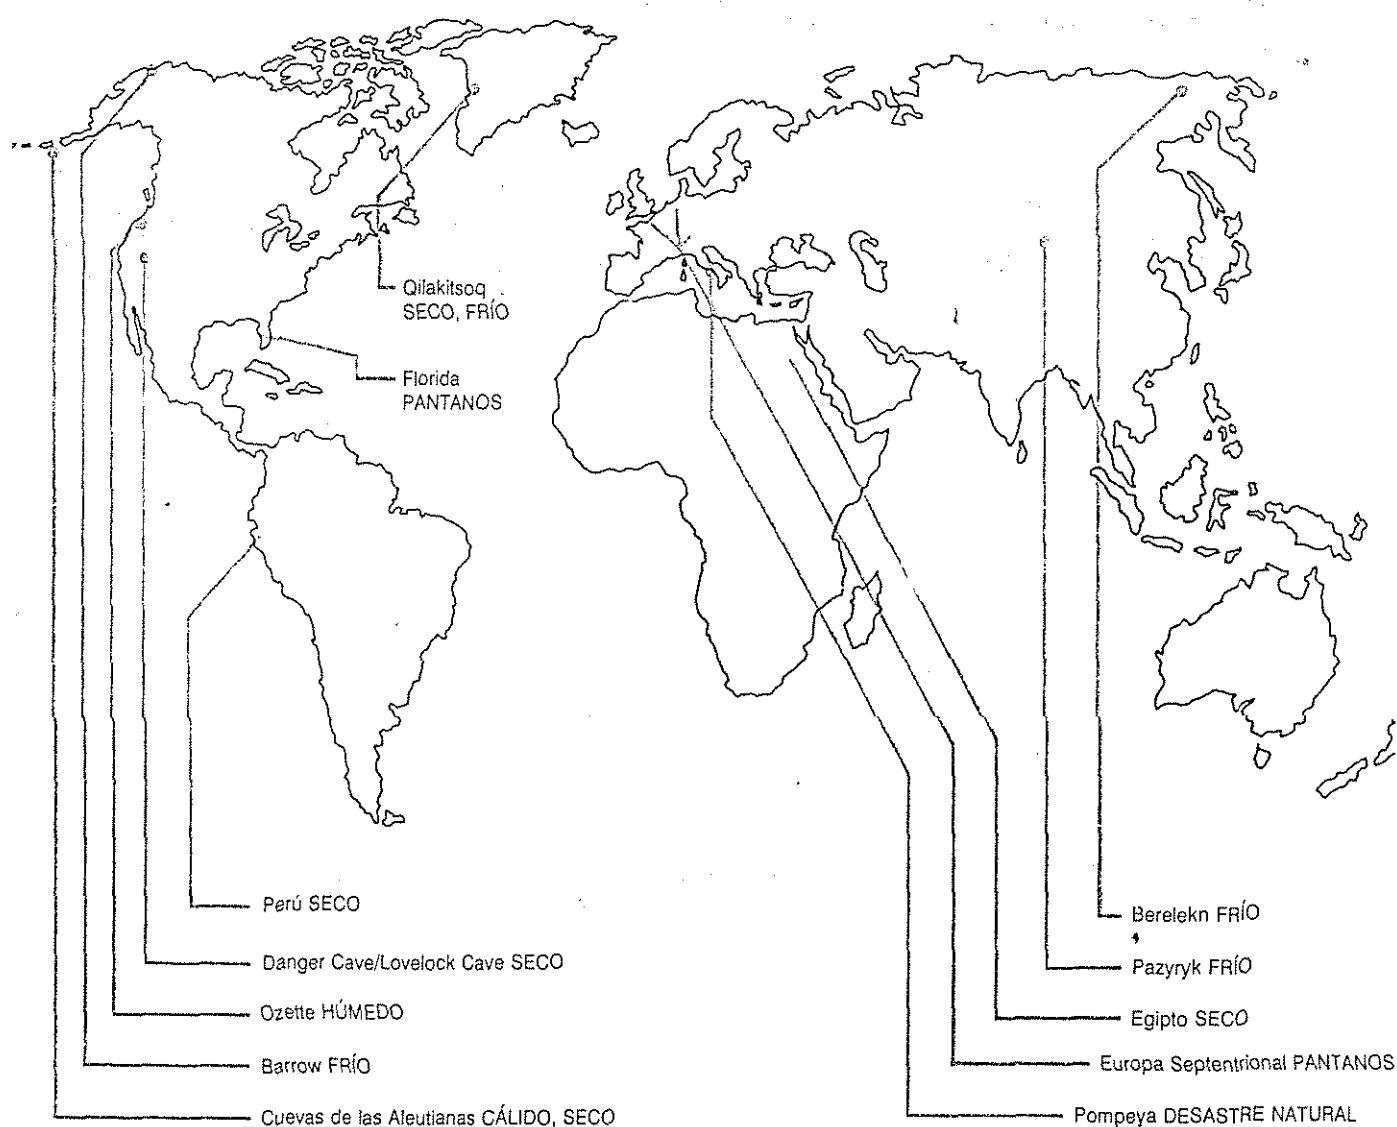 Qilakitsoq
SECO, FRÍO
Florida
PANTANOS
Perú SECO
Danger Cave/Lovelock Cave SECO
Ozette HÚMEDO
Barrow FRÍO
Cuevas de las Aleutianas CÁLIDO, SECO
Berelekn FRÍO
Pazyryk FRÍO
Egipto SECO
Europa Septentrional PANTANOS
Pompeya DESASTRE NATURAL